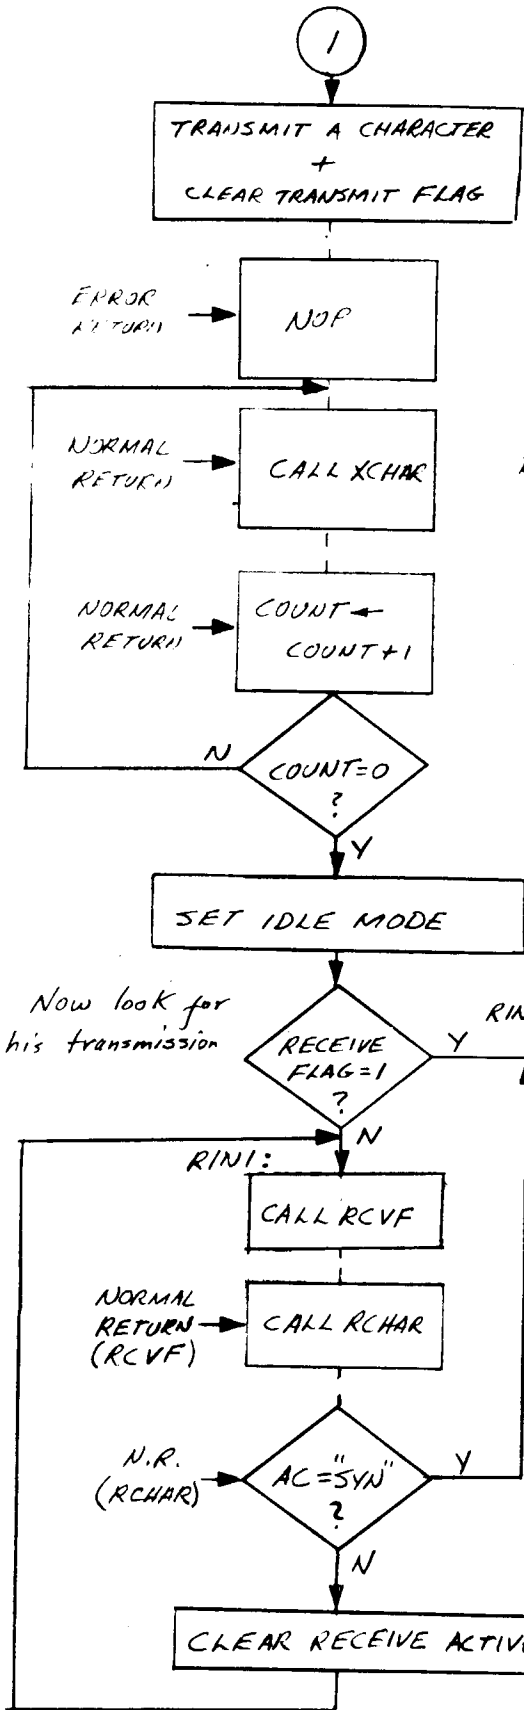 1
TRANSMIT A CHARACTER
+
CLEAR TRANSMIT FLAG
ERROR
RETURN
NOP
NORMAL
RETURN
CALL XCHAR
NORMAL
RETURN
COUNT ←
COUNT + 1
N
COUNT=0
?
Y
SET IDLE MODE
Now look for
his transmission
RECEIVE
FLAG=1
?
Y
RIN
N
RIN1:
CALL RCVF
NORMAL
RETURN
(RCVF)
CALL RCHAR
N.R.
(RCHAR)
AC="SYN"
?
Y
N
CLEAR RECEIVE ACTIVE